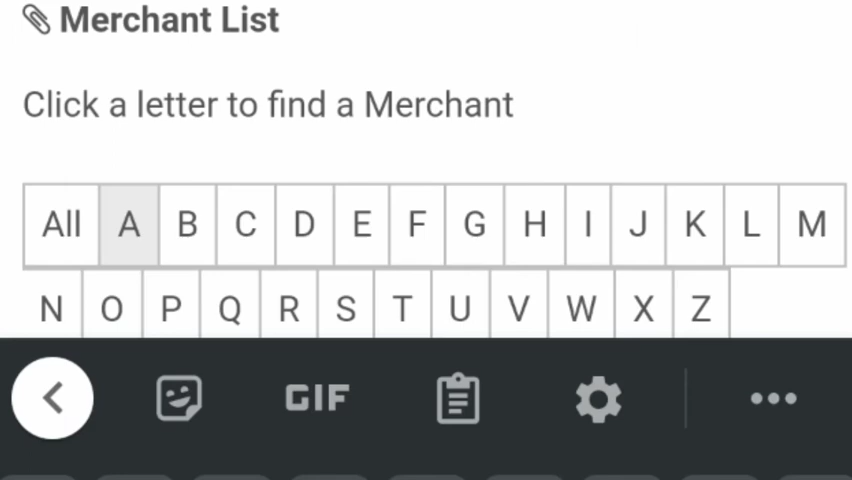 Merchant List
Click a letter to find a Merchant
All A B C D E F G H I J K L M
N O P Q R S T U V W X Z
GIF